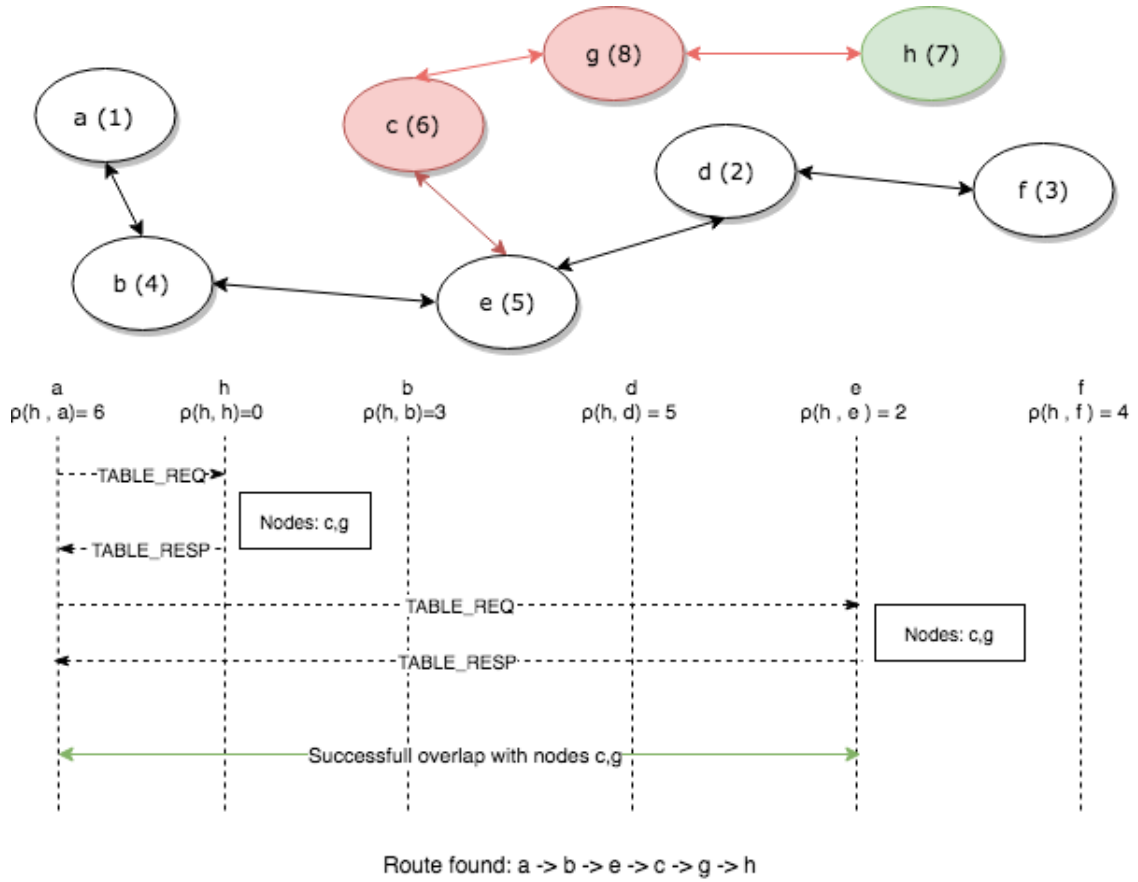 g (8)
h (7)
a (1)
c (6)
d (2)
f (3)
b (4)
e (5)
a
h
b
d
e
f
ρ(h , a)= 6
ρ(h, h)=0
ρ(h, b)=3
ρ(h, d) = 5
ρ(h , e ) = 2
ρ(h , f ) = 4
TABLE_REQ
Nodes: c,g
TABLE_RESP
TABLE_REQ
Nodes: c,g
TABLE_RESP
Successfull overlap with nodes c,g
Route found: a -> b -> e -> c -> g -> h